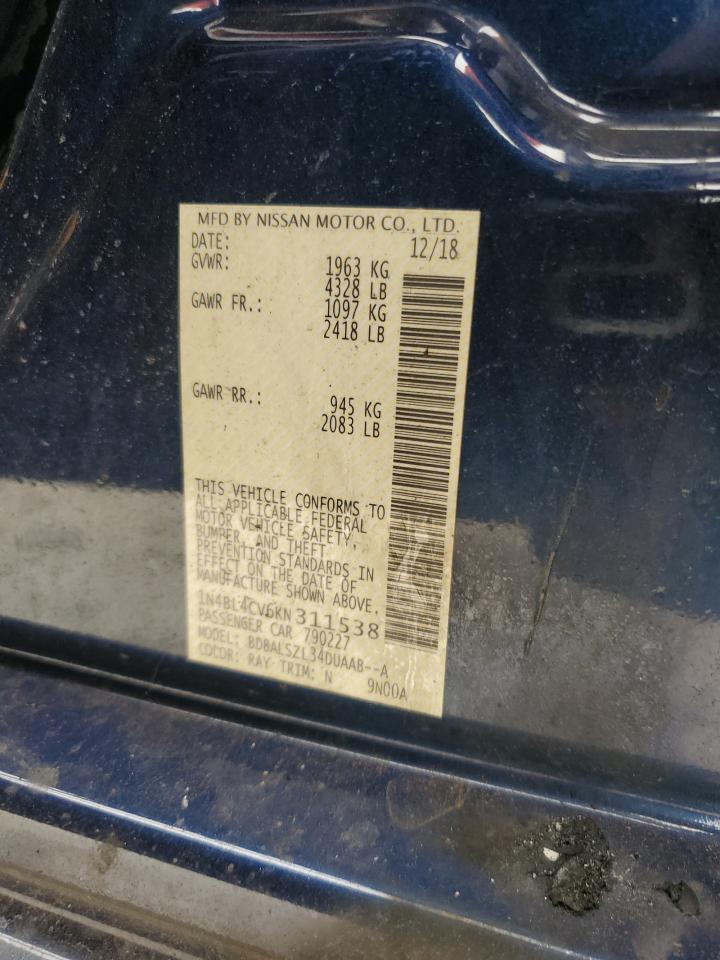 MFD BY NISSAN MOTOR CO., LTD.
DATE: 12/18
GVWR: 1963 KG
4328 LB
GAWR FR.: 1097 KG
2418 LB
GAWR RR.: 945 KG
2083 LB
THIS VEHICLE CONFORMS TO
ALL APPLICABLE FEDERAL
MOTOR VEHICLE SAFETY,
BUMPER, AND THEFT
PREVENTION STANDARDS IN
EFFECT ON THE DATE OF
MANUFACTURE SHOWN ABOVE.
1N4BL4CV6KN 311538
PASSENGER CAR 790227
MODEL: BDBALSZL34DUAAB--A
COLOR: RAY TRIM: N 9N00A